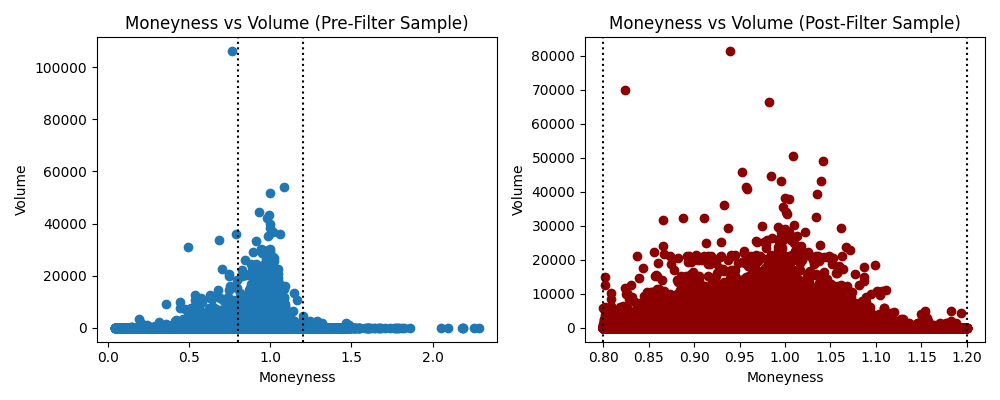 Moneyness vs Volume (Pre-Filter Sample)
100000
80000
60000
40000
20000
0
Volume
0.0 0.5 1.0 1.5 2.0
Moneyness
Moneyness vs Volume (Post-Filter Sample)
80000
70000
60000
50000
40000
30000
20000
10000
0
Volume
0.80 0.85 0.90 0.95 1.00 1.05 1.10 1.15 1.20
Moneyness